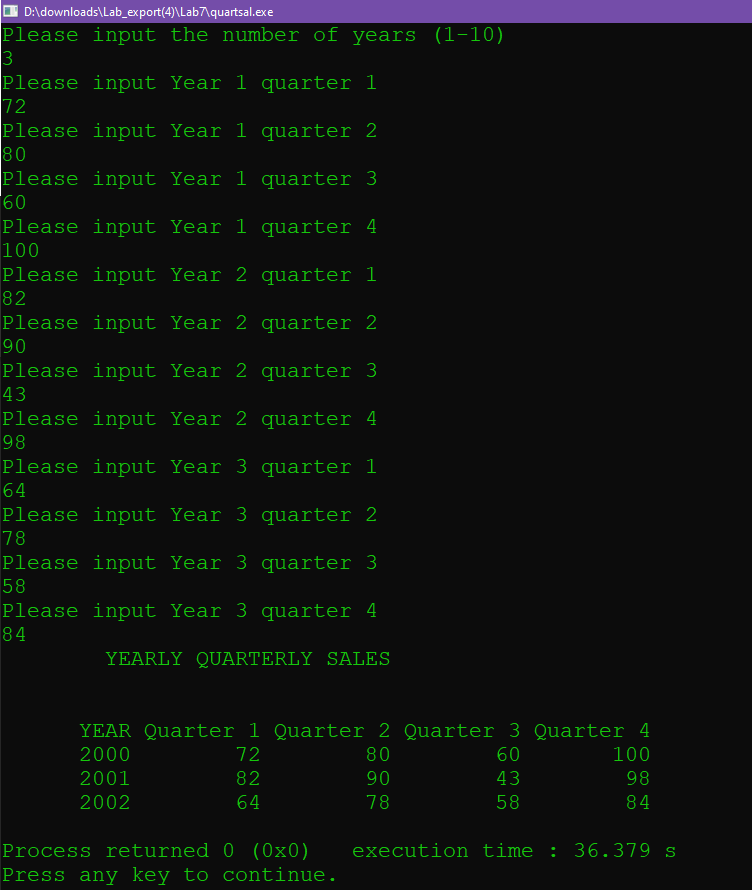 D:\downloads\Lab_export(4)\Lab7\quartsal.exe
Please input the number of years (1-10)
3
Please input Year 1 quarter 1
72
Please input Year 1 quarter 2
80
Please input Year 1 quarter 3
60
Please input Year 1 quarter 4
100
Please input Year 2 quarter 1
82
Please input Year 2 quarter 2
90
Please input Year 2 quarter 3
43
Please input Year 2 quarter 4
98
Please input Year 3 quarter 1
64
Please input Year 3 quarter 2
78
Please input Year 3 quarter 3
58
Please input Year 3 quarter 4
84
YEARLY QUARTERLY SALES
YEAR Quarter 1 Quarter 2 Quarter 3 Quarter 4
2000 72 80 60 100
2001 82 90 43 98
2002 64 78 58 84
Process returned 0 (0x0) execution time : 36.379 s
Press any key to continue.